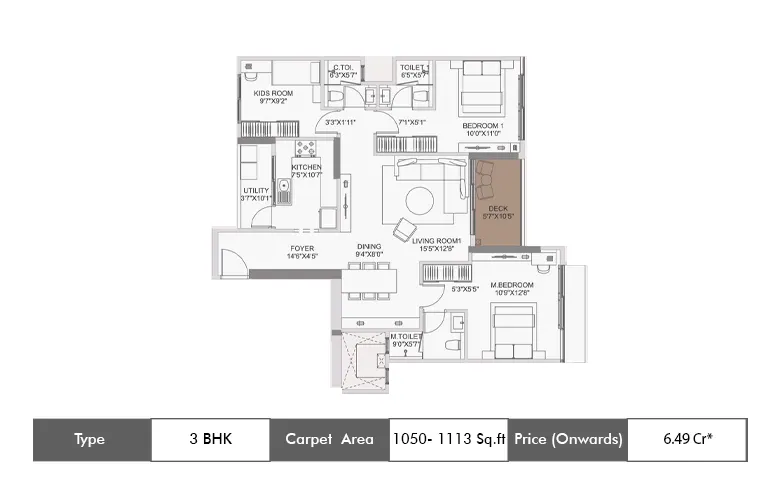 C.TOI.
6'3"X5'7"
TOILET 1
6'5"X5'7"
KIDS ROOM
9'7"X9'2"
3'3"X1'11"
7'1"X5'1"
BEDROOM 1
10'0"X11'0"
KITCHEN
7'5"X10'7"
UTILITY
3'7"X10'1"
DECK
5'7"X10'5"
FOYER
14'6"X4'5"
DINING
9'4"X8'0"
LIVING ROOM1
15'5"X12'8"
5'3"X5'5"
M.BEDROOM
10'9"X12'8"
M.TOILET
9'0"X5'7"
Type 3 BHK Carpet Area 1050- 1113 Sq.ft Price (Onwards) 6.49 Cr*